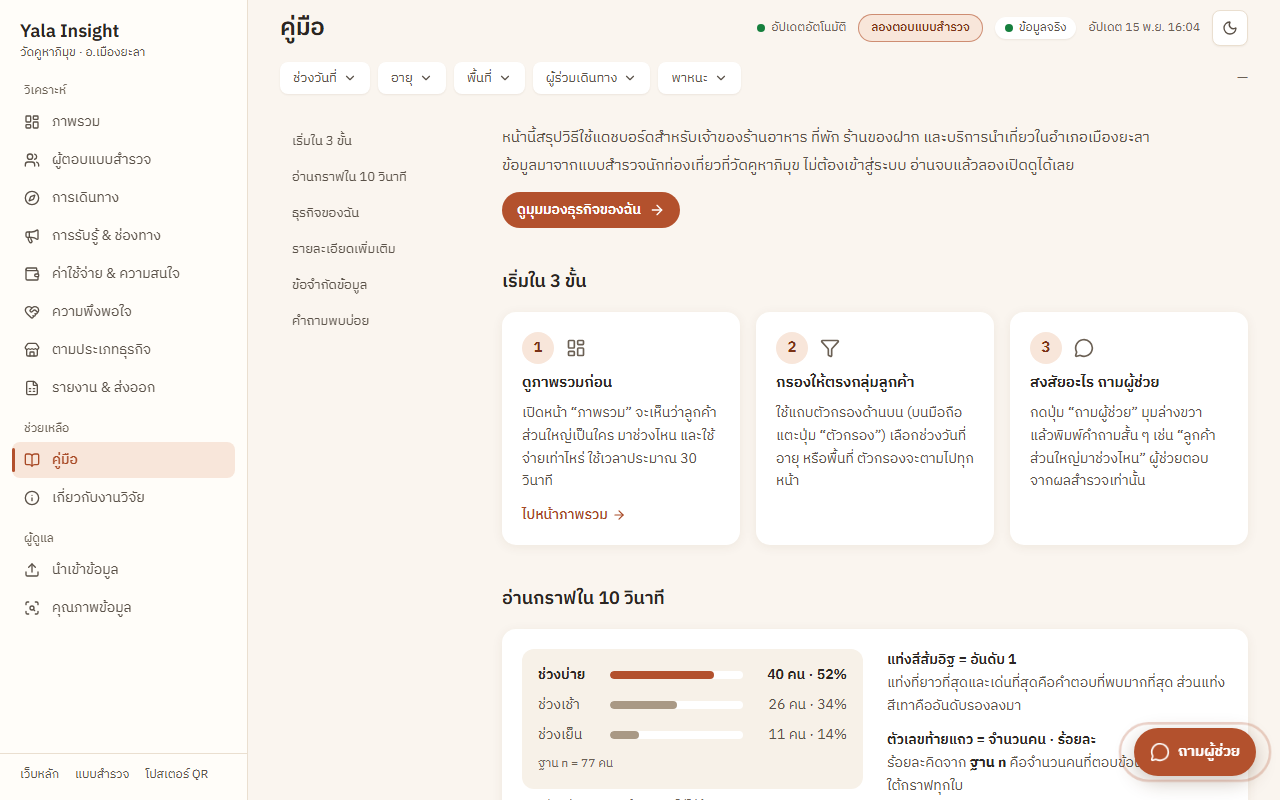 Yala Insight
วัดคูหาภิมุข · อ.เมืองยะลา
วิเคราะห์
ภาพรวม
ผู้ตอบแบบสำรวจ
การเดินทาง
การรับรู้ & ช่องทาง
ค่าใช้จ่าย & ความสนใจ
ความพึงพอใจ
ตามประเภทธุรกิจ
รายงาน & ส่งออก
ช่วยเหลือ
คู่มือ
เกี่ยวกับงานวิจัย
ผู้ดูแล
นำเข้าข้อมูล
คุณภาพข้อมูล
เว็บหลัก แบบสำรวจ โปสเตอร์ QR
คู่มือ
อัปเดตอัตโนมัติ ลองตอบแบบสำรวจ ข้อมูลจริง อัปเดต 15 พ.ย. 16:04
ช่วงวันที่ อายุ พื้นที่ ผู้ร่วมเดินทาง พาหนะ
เริ่มใน 3 ขั้น
อ่านกราฟใน 10 วินาที
ธุรกิจของฉัน
รายละเอียดเพิ่มเติม
ข้อจำกัดข้อมูล
คำถามพบบ่อย
หน้านี้สรุปวิธีใช้แดชบอร์ดสำหรับเจ้าของร้านอาหาร ที่พัก ร้านของฝาก และบริการนำเที่ยวในอำเภอเมืองยะลา
ข้อมูลมาจากแบบสำรวจนักท่องเที่ยวที่วัดคูหาภิมุข ไม่ต้องเข้าสู่ระบบ อ่านจบแล้วลองเปิดดูได้เลย
ดูมุมมองธุรกิจของฉัน
เริ่มใน 3 ขั้น
1
ดูภาพรวมก่อน
เปิดหน้า “ภาพรวม” จะเห็นว่าลูกค้า
ส่วนใหญ่เป็นใคร มาช่วงไหน และใช้
จ่ายเท่าไหร่ ใช้เวลาประมาณ 30
วินาที
ไปหน้าภาพรวม
2
กรองให้ตรงกลุ่มลูกค้า
ใช้แถบตัวกรองด้านบน (บนมือถือ
แตะปุ่ม “ตัวกรอง”) เลือกช่วงวันที่
อายุ หรือพื้นที่ ตัวกรองจะตามไปทุก
หน้า
3
สงสัยอะไร ถามผู้ช่วย
กดปุ่ม “ถามผู้ช่วย” มุมล่างขวา
แล้วพิมพ์คำถามสั้น ๆ เช่น “ลูกค้า
ส่วนใหญ่มาช่วงไหน” ผู้ช่วยตอบ
จากผลสำรวจเท่านั้น
อ่านกราฟใน 10 วินาที
ช่วงบ่าย 40 คน · 52%
ช่วงเช้า 26 คน · 34%
ช่วงเย็น 11 คน · 14%
ฐาน n = 77 คน
แท่งสีส้มอิฐ = อันดับ 1
แท่งที่ยาวที่สุดและเด่นที่สุดคือคำตอบที่พบมากที่สุด ส่วนแท่ง
สีเทาคืออันดับรองลงมา
ตัวเลขท้ายแถว = จำนวนคน · ร้อยละ
ร้อยละคิดจาก ฐาน n คือจำนวนคนที่ตอบข้อ
ใต้กราฟทุกใบ
ถามผู้ช่วย